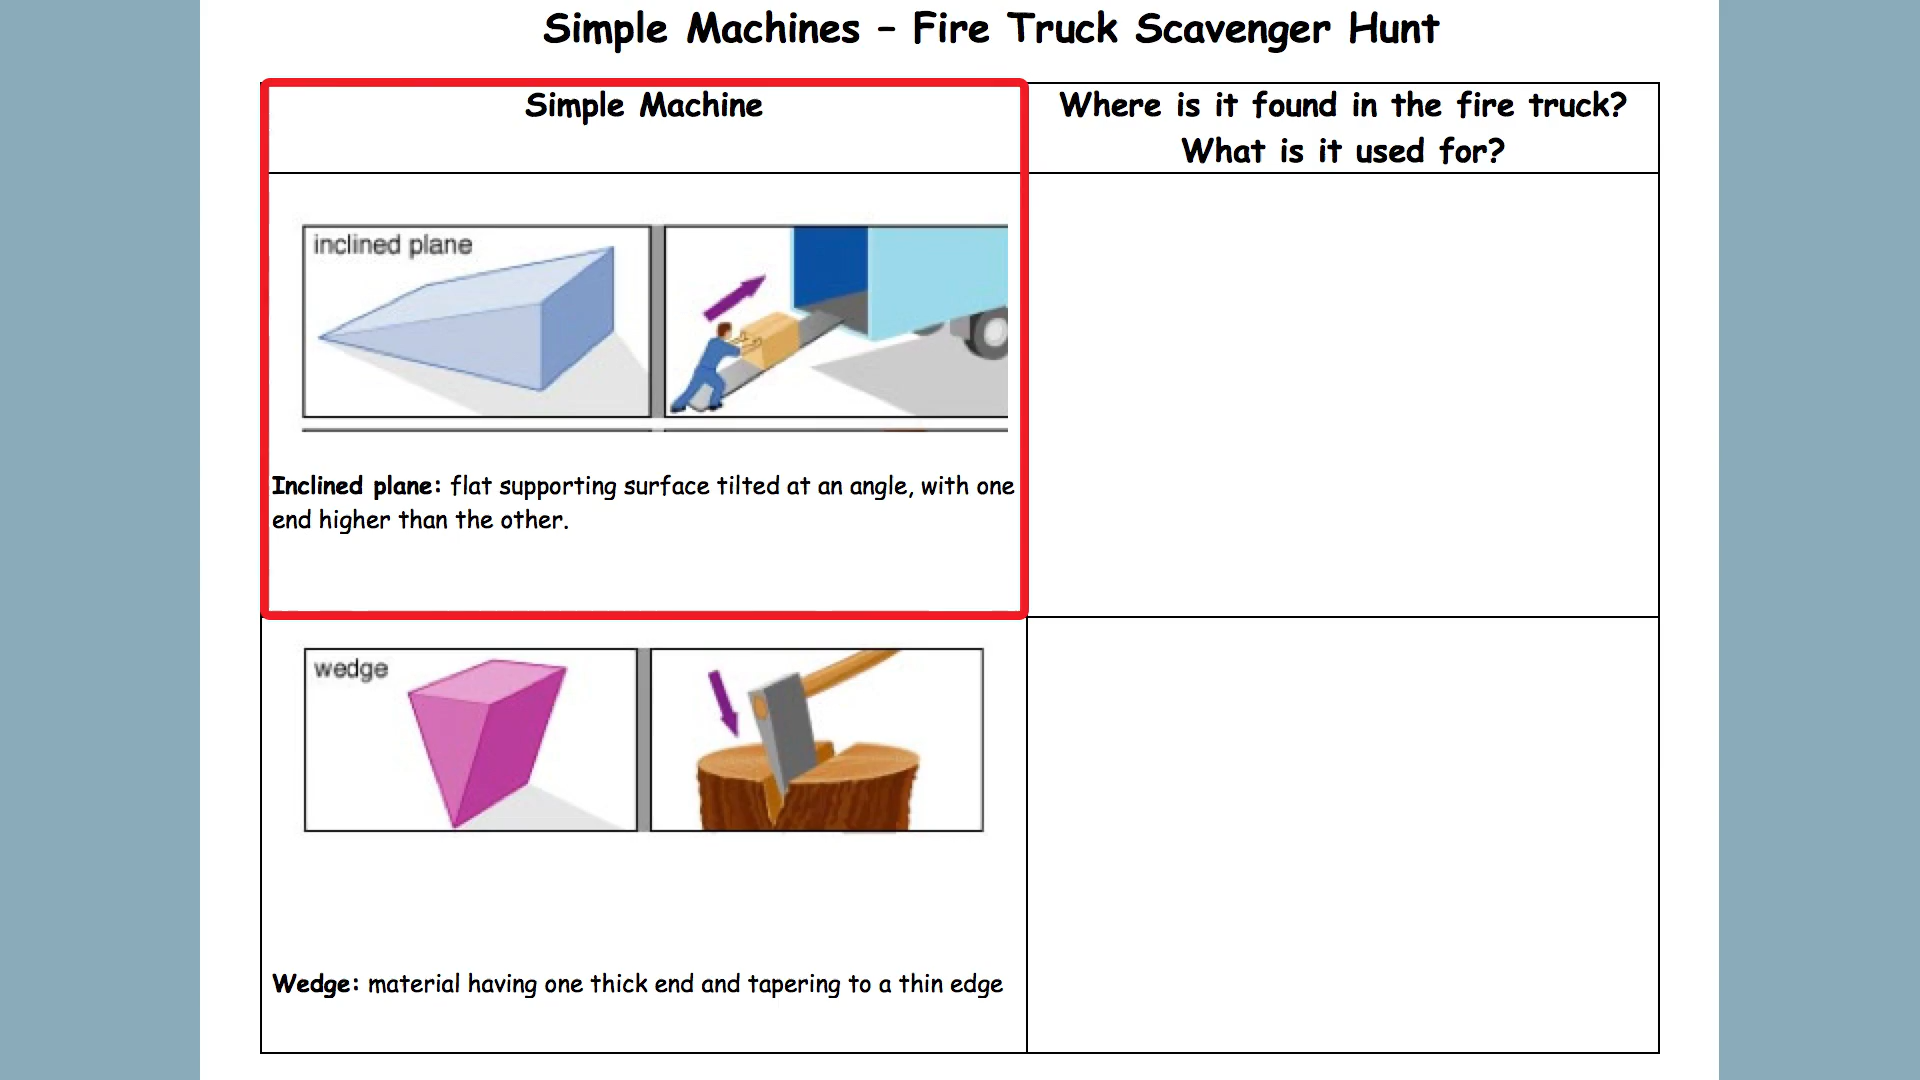 Simple Machines – Fire Truck Scavenger Hunt
Simple Machine
Where is it found in the fire truck?
What is it used for?
inclined plane
Inclined plane: flat supporting surface tilted at an angle, with one
end higher than the other.
wedge
Wedge: material having one thick end and tapering to a thin edge